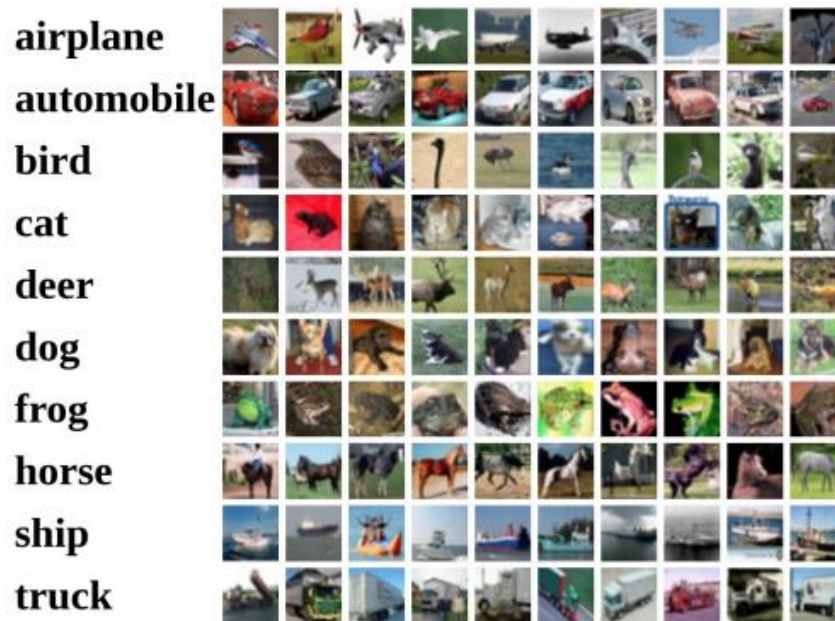 airplane
automobile
bird
cat
deer
dog
frog
horse
ship
truck